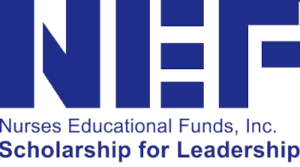 NEF
Nurses Educational Funds, Inc.
Scholarship for Leadership